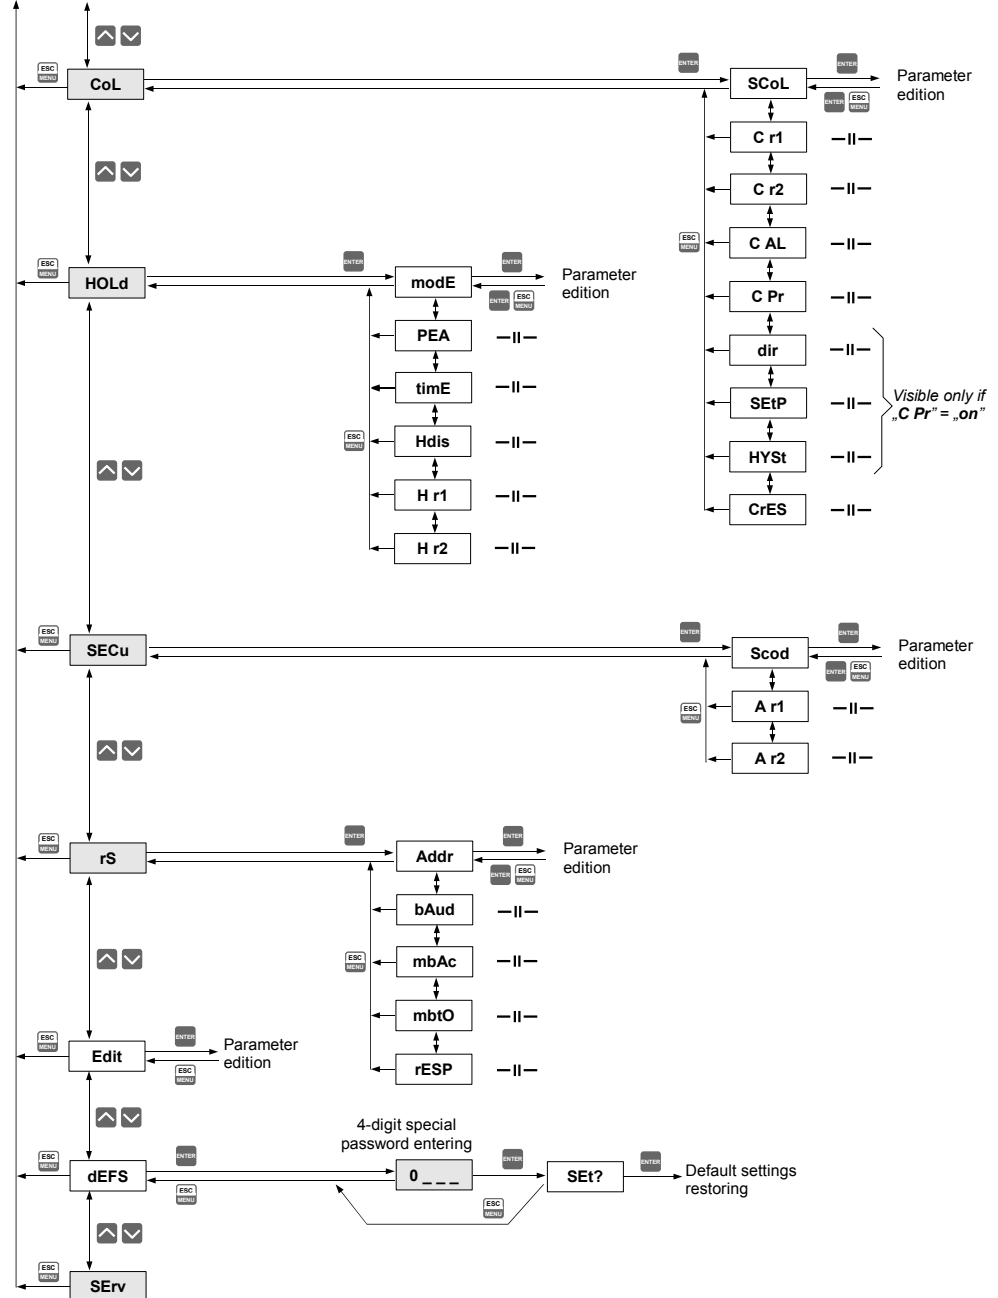 ESC
MENU
CoL
ENTER
SCoL
ENTER
Parameter
edition
ENTER
ESC
MENU
C r1
–II–
C r2
–II–
ESC
MENU
C AL
–II–
C Pr
–II–
dir
–II–
SEtP
–II–
Visible only if
„C Pr” = „on”
HYSt
–II–
CrES
–II–
ESC
MENU
HOLd
ENTER
modE
ENTER
Parameter
edition
ENTER
ESC
MENU
PEA
–II–
timE
–II–
ESC
MENU
Hdis
–II–
H r1
–II–
H r2
–II–
ESC
MENU
SECu
ENTER
Scod
ENTER
Parameter
edition
ENTER
ESC
MENU
ESC
MENU
A r1
–II–
A r2
–II–
ESC
MENU
rS
ENTER
Addr
ENTER
Parameter
edition
ENTER
ESC
MENU
bAud
–II–
ESC
MENU
mbAc
–II–
mbtO
–II–
rESP
–II–
ESC
MENU
Edit
ENTER
Parameter
edition
ESC
MENU
4-digit special
password entering
ESC
MENU
dEFS
ENTER
ESC
MENU
0 _ _ _
ENTER
ESC
MENU
SEt?
ENTER
Default settings
restoring
ESC
MENU
SErv